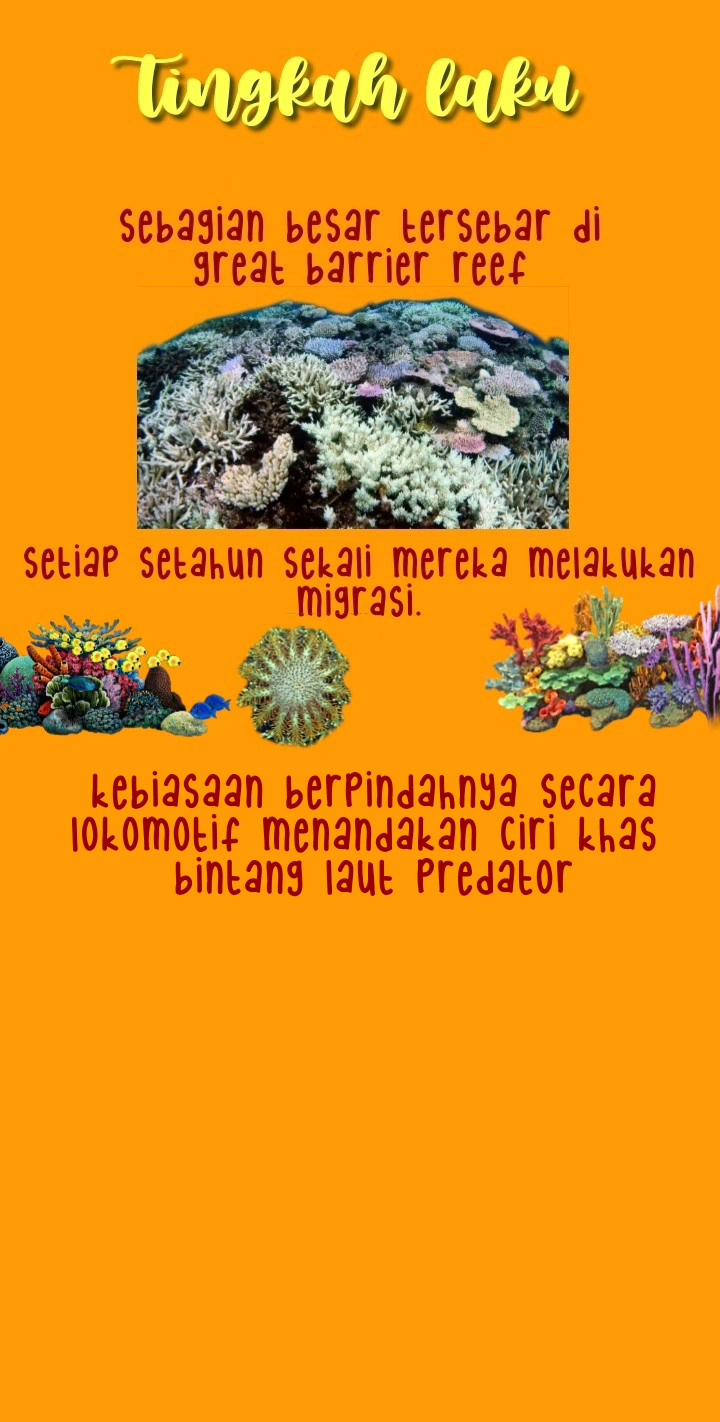 Tingkah laku
sebagian besar tersebar di
great barrier reef
setiap setahun sekali mereka melakukan
migrasi.
kebiasaan berpindahnya secara
lokomotif menandakan ciri khas
bintang laut predator